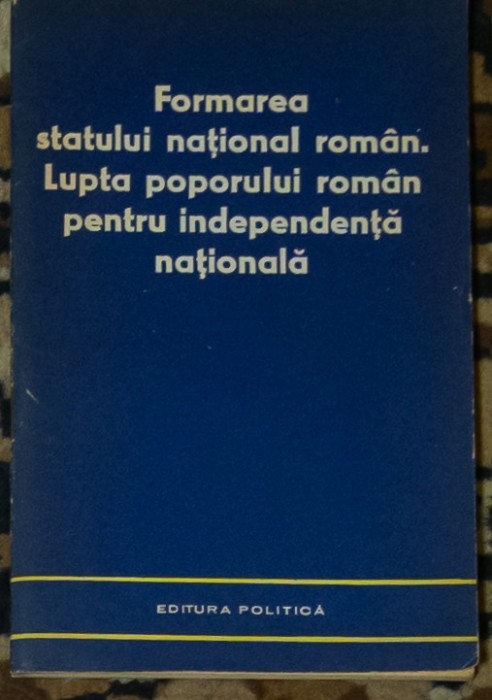 Formarea
statului național român.
Lupta poporului român
pentru independență
națională
EDITURA POLITICĂ